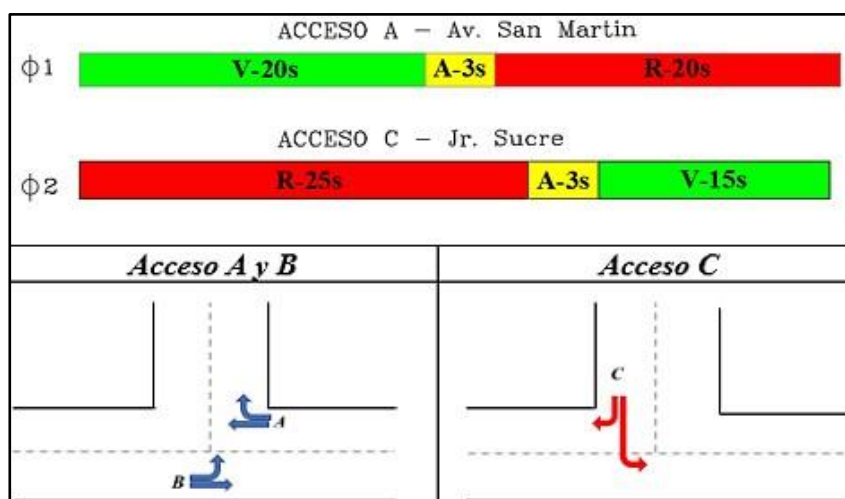 ACCESO A - Av. San Martin
ϕ1 V-20s A-3s R-20s
ACCESO C - Jr. Sucre
ϕ2 R-25s A-3s V-15s
Acceso A y B Acceso C
A
B
C